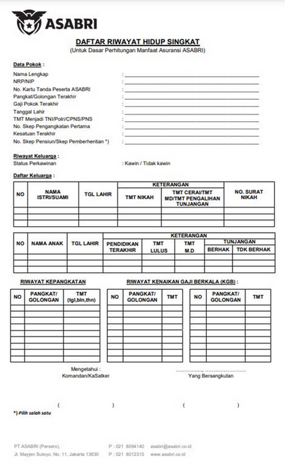 ASABRI
DAFTAR RIWAYAT HIDUP SINGKAT
(Untuk Dasar Perhitungan Manfaat Asuransi ASABRI)
Data Pokok :
Nama Lengkap :
NRP/NIP :
No. Kartu Tanda Peserta ASABRI :
Pangkat/Golongan Terakhir :
Gaji Pokok Terakhir :
Tanggal Lahir :
TMT Menjadi TNI/Polri/CPNS/PNS :
No. Skep Pengangkatan Pertama :
Kesatuan Terakhir :
No. Skep Pensiun/Skep Pemberhentian *) :
Riwayat Keluarga :
Status Perkawinan : Kawin / Tidak kawin
Daftar Keluarga :
NO NAMA ISTRI/SUAMI TGL LAHIR KETERANGAN NO. SURAT NIKAH
TMT NIKAH TMT CERAI/TMT MD/TMT PENGALIHAN TUNJANGAN
NO NAMA ANAK TGL LAHIR KETERANGAN
PENDIDIKAN TERAKHIR TMT LULUS TMT M.D TUNJANGAN
BERHAK TDK BERHAK
RIWAYAT KEPANGKATAN RIWAYAT KENAIKAN GAJI BERKALA (KGB) :
NO PANGKAT/ GOLONGAN TMT (tgl,bln,thn) NO PANGKAT/ GOLONGAN TMT NO PANGKAT/ GOLONGAN TMT
Mengetahui :
Komandan/KaSatker Yang Bersangkutan
( ) ( )
*) Pilih salah satu
PT ASABRI (Persero), P : 021 8094140 asabri@asabri.co.id
Jl. Mayjen Sutoyo, No. 11, Jakarta 13630 F : 021 8012313 www.asabri.co.id